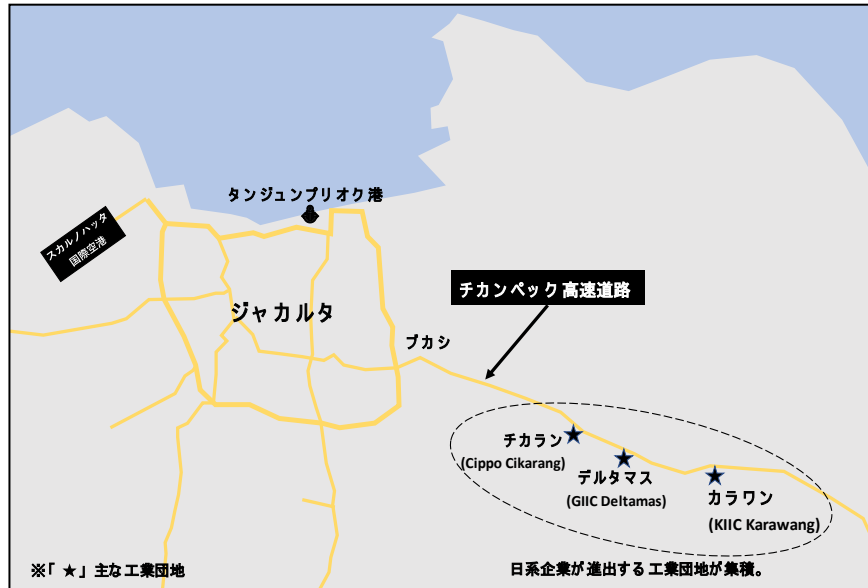 タンジュンプリオク港
スカルノハッタ
国際空港
チカンペック高速道路
ジャカルタ
ブカシ
チカラン
(Cippo Cikarang)
デルタマス
(GIIC Deltamas)
カラワン
(KIIC Karawang)
※「 ★」主な工業団地
日系企業が進出する工業団地が集積。